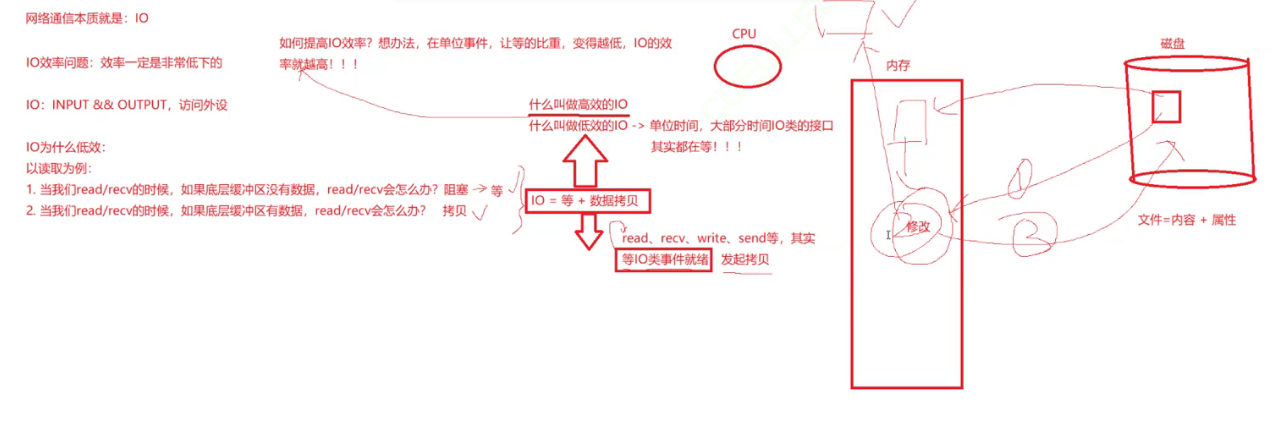 网络通信本质就是：IO
IO效率问题：效率一定是非常低下的
IO：INPUT && OUTPUT，访问外设
IO为什么低效：
以读取为例：
1. 当我们read/recv的时候，如果底层缓冲区没有数据，read/recv会怎么办？阻塞 -> 等
2. 当我们read/recv的时候，如果底层缓冲区有数据，read/recv会怎么办？ 拷贝
如何提高IO效率？想办法，在单位事件，让等的比重，变得越低，IO的效
率就越高！！！
什么叫做高效的IO
什么叫做低效的IO -> 单位时间，大部分时间IO类的接口
其实都在等！！！
IO = 等 + 数据拷贝
read、recv、write、send等，其实
等IO类事件就绪 发起拷贝
CPU
内存
修改
1
2
磁盘
文件=内容 + 属性